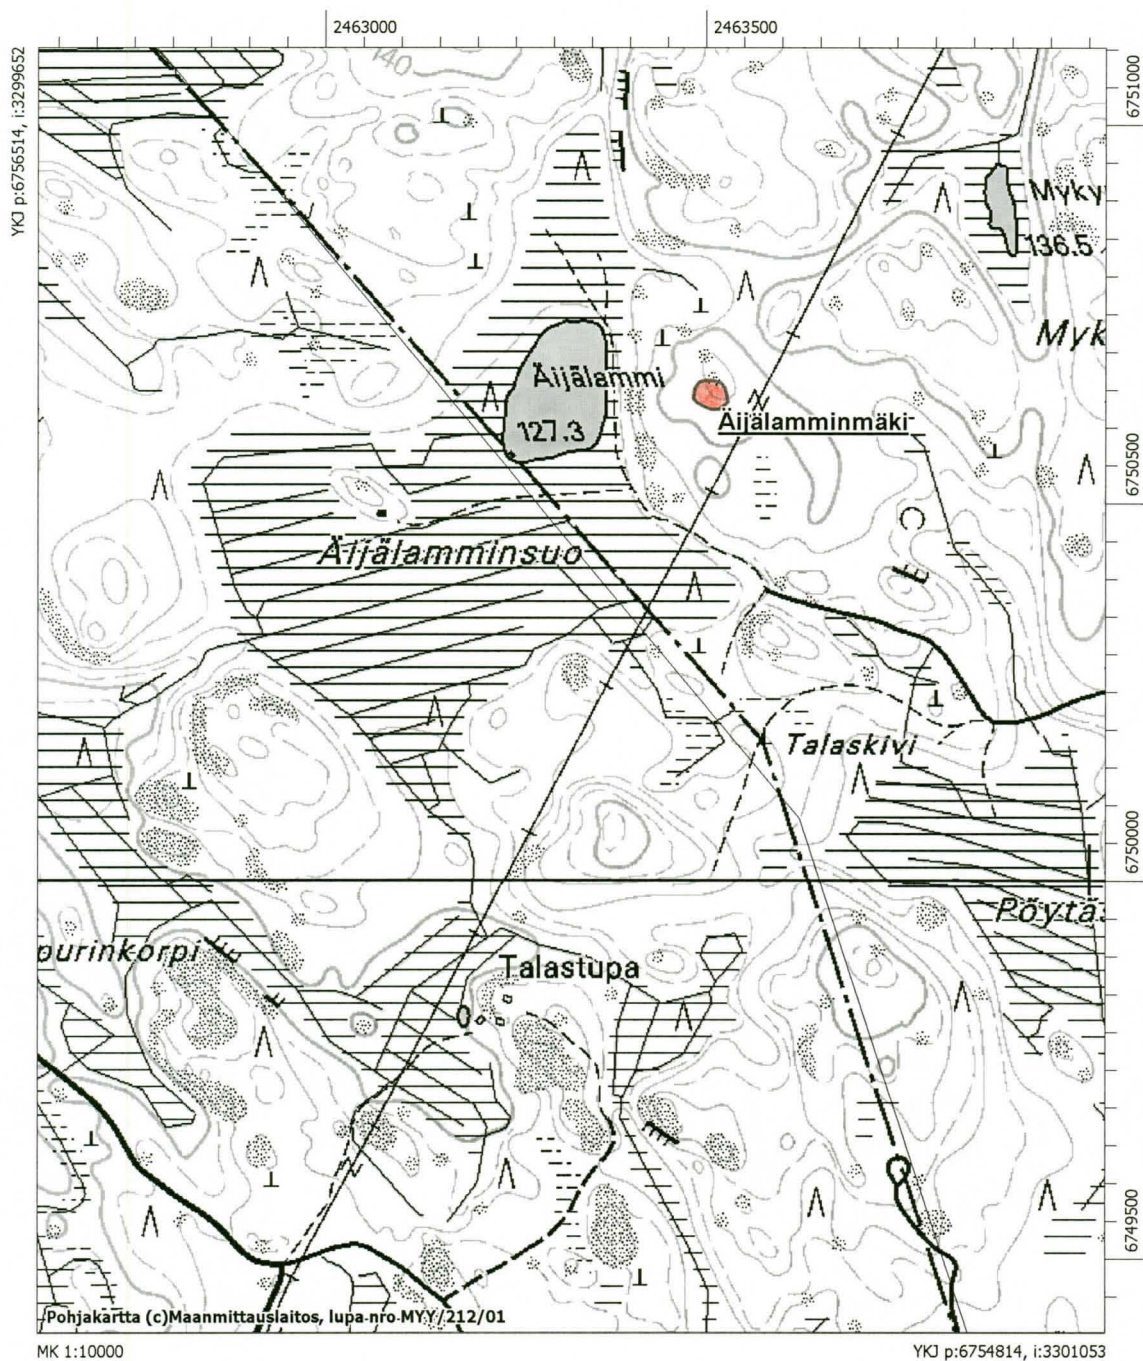 2463000
2463500
YKJ p:6756514, i:3299652
140
6751000
Myky
136.5
Myk
Äijälammi
127.3
Äijälamminmäki
6750500
Äijälamminsuo
Talaskivi
6750000
Pöytä
purinkorpi
Talastupa
6749500
Pohjakartta (c)Maanmittauslaitos, lupa-nro MYY/212/01
MK 1:10000
YKJ p:6754814, i:3301053